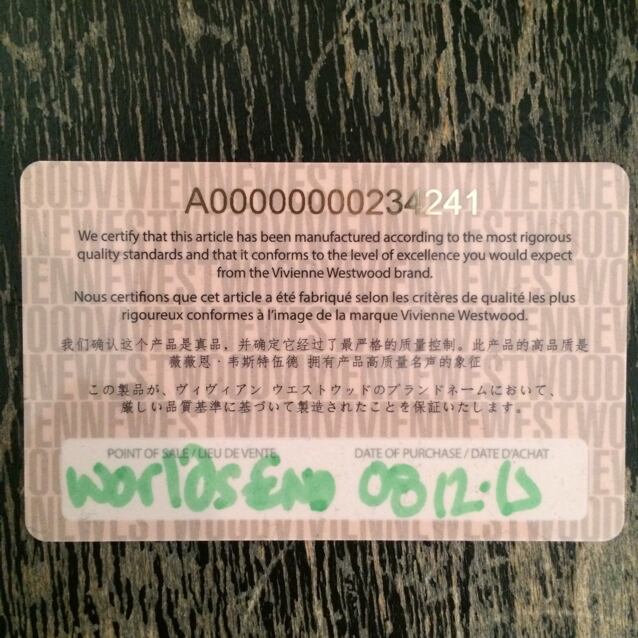 A00000000234241
We certify that this article has been manufactured according to the most rigorous
quality standards and that it conforms to the level of excellence you would expect
from the Vivienne Westwood brand.
Nous certifions que cet article a été fabriqué selon les critères de qualité les plus
rigoureux conformes à l'image de la marque Vivienne Westwood.
我们确认这个产品是真品，并确定它经过了最严格的质量控制。此产品的高品质是
薇薇恩·韦斯特伍德 拥有产品高质量名声的象征
この製品が、ヴィヴィアン ウエストウッドのブランドネームにおいて、
厳しい品質基準に基づいて製造されたことを保証いたします。
POINT OF SALE / LIEU DE VENTE DATE OF PURCHASE / DATE D'ACHAT
Worlds End 08 12.